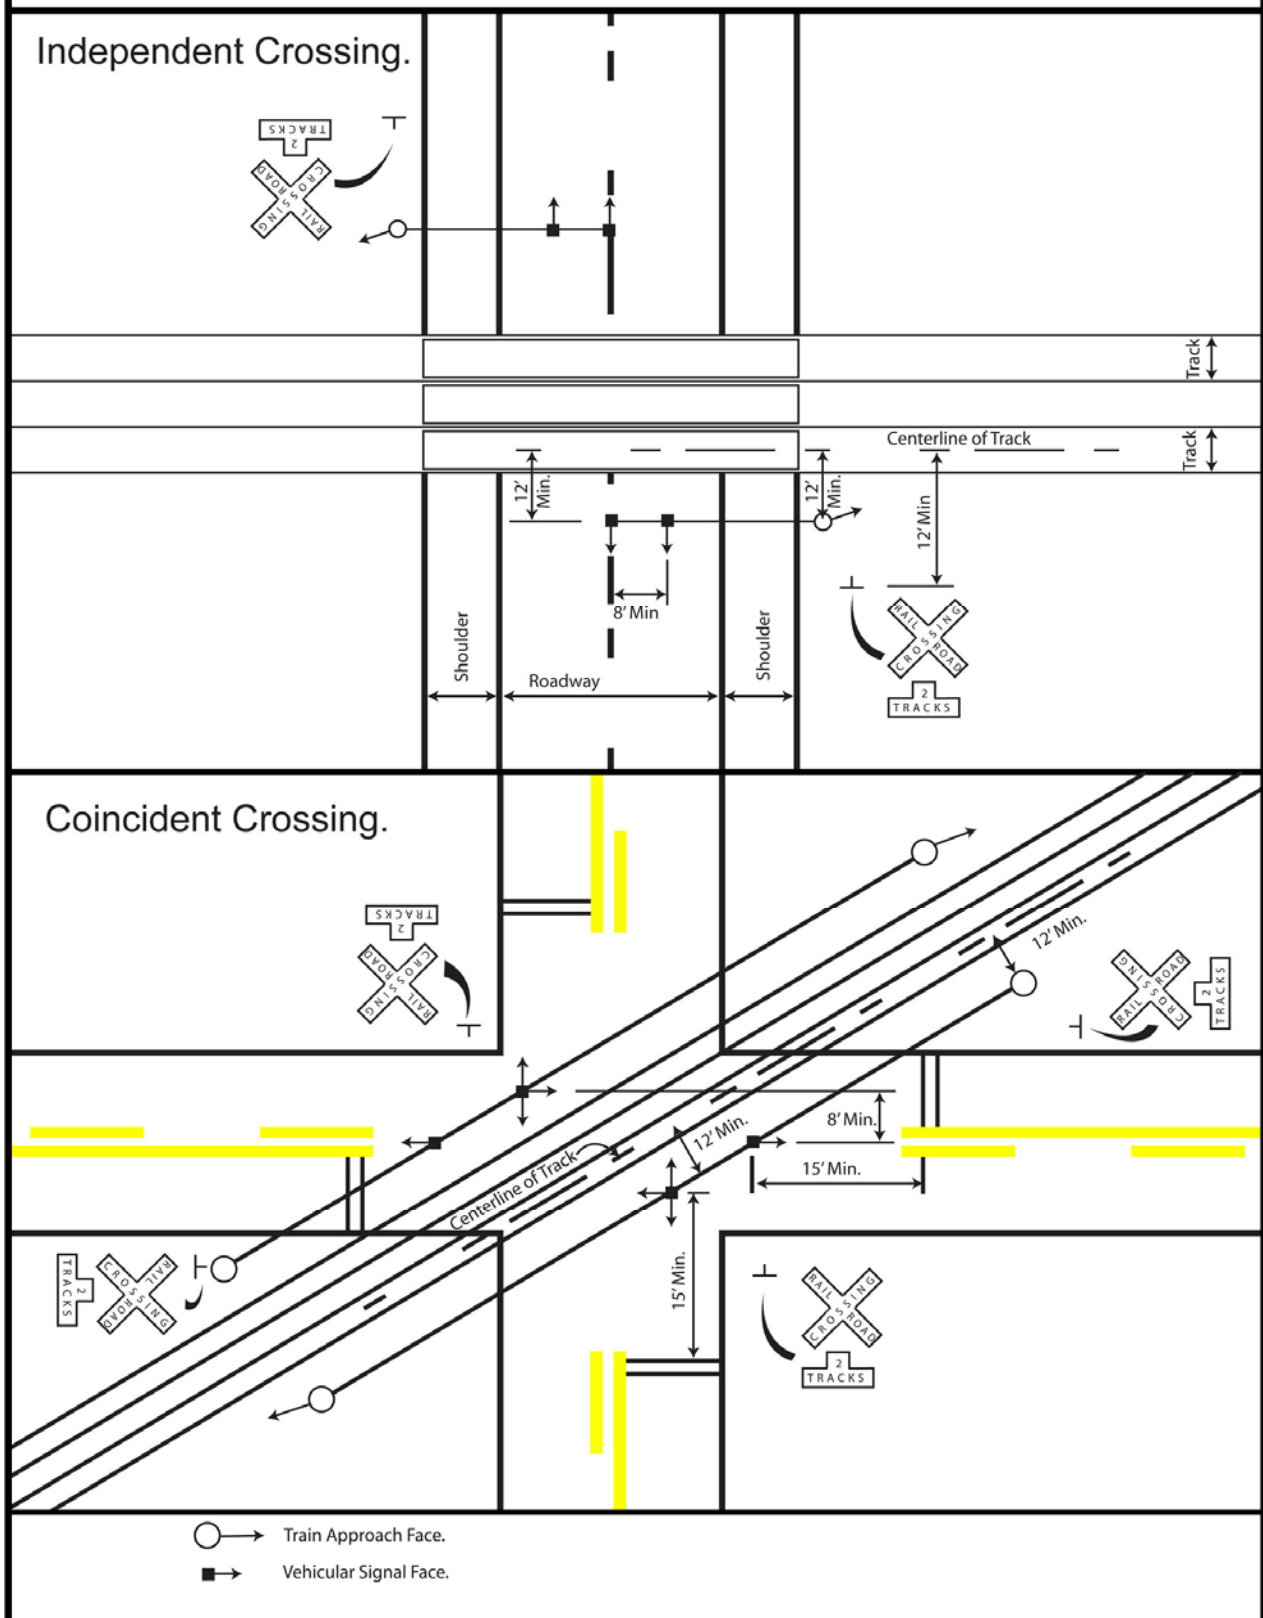 Independent Crossing.
TRACKS
2
RAIL ROAD
CROSSING
Track
Centerline of Track
Track
12'
Min.
12'
Min.
12' Min
8' Min
Shoulder
Roadway
Shoulder
RAIL ROAD
CROSSING
2
TRACKS
Coincident Crossing.
TRACKS
2
RAIL ROAD
CROSSING
12' Min.
RAIL ROAD
CROSSING
2
TRACKS
8' Min.
12' Min.
15' Min.
Centerline of Track
15' Min.
RAIL ROAD
CROSSING
2
TRACKS
RAIL ROAD
CROSSING
2
TRACKS
Train Approach Face.
Vehicular Signal Face.